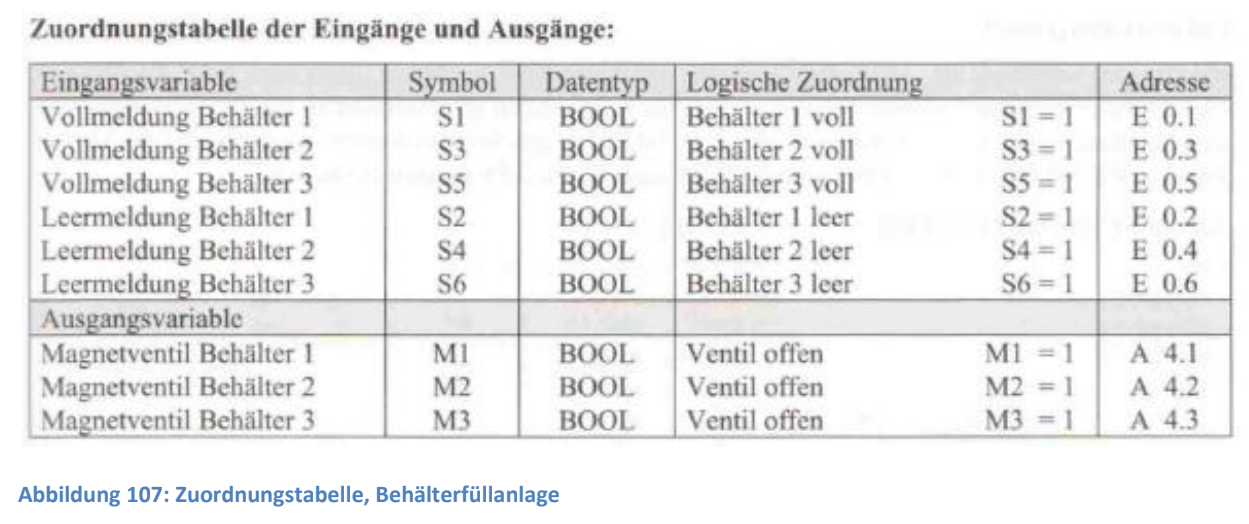 Zuordnungstabelle der Eingänge und Ausgänge:
Eingangsvariable Symbol Datentyp Logische Zuordnung Adresse
Vollmeldung Behälter 1 S1 BOOL Behälter 1 voll S1 = 1 E 0.1
Vollmeldung Behälter 2 S3 BOOL Behälter 2 voll S3 = 1 E 0.3
Vollmeldung Behälter 3 S5 BOOL Behälter 3 voll S5 = 1 E 0.5
Leermeldung Behälter 1 S2 BOOL Behälter 1 leer S2 = 1 E 0.2
Leermeldung Behälter 2 S4 BOOL Behälter 2 leer S4 = 1 E 0.4
Leermeldung Behälter 3 S6 BOOL Behälter 3 leer S6 = 1 E 0.6
Ausgangsvariable
Magnetventil Behälter 1 M1 BOOL Ventil offen M1 = 1 A 4.1
Magnetventil Behälter 2 M2 BOOL Ventil offen M2 = 1 A 4.2
Magnetventil Behälter 3 M3 BOOL Ventil offen M3 = 1 A 4.3
Abbildung 107: Zuordnungstabelle, Behälterfüllanlage